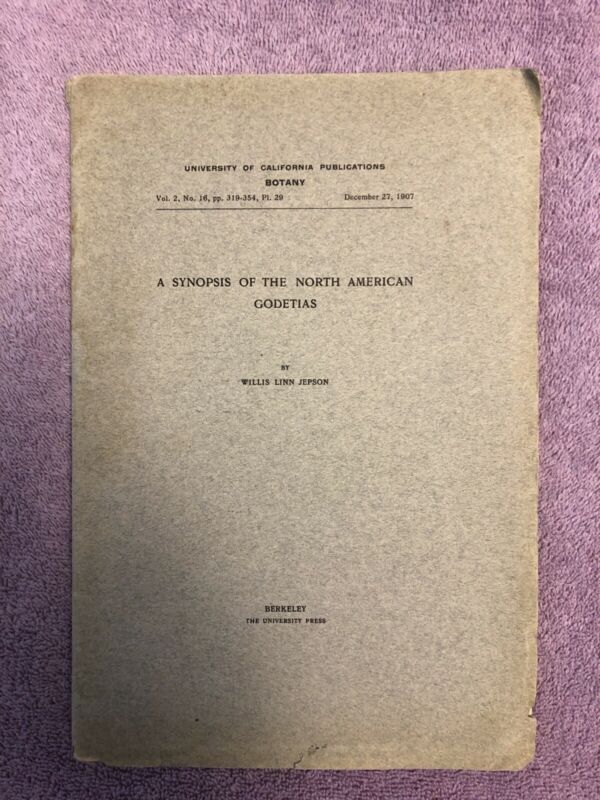 UNIVERSITY OF CALIFORNIA PUBLICATIONS
BOTANY
Vol. 2, No. 16, pp. 319-354, Pl. 29 December 27, 1907
A SYNOPSIS OF THE NORTH AMERICAN
GODETIAS
BY
WILLIS LINN JEPSON
BERKELEY
THE UNIVERSITY PRESS